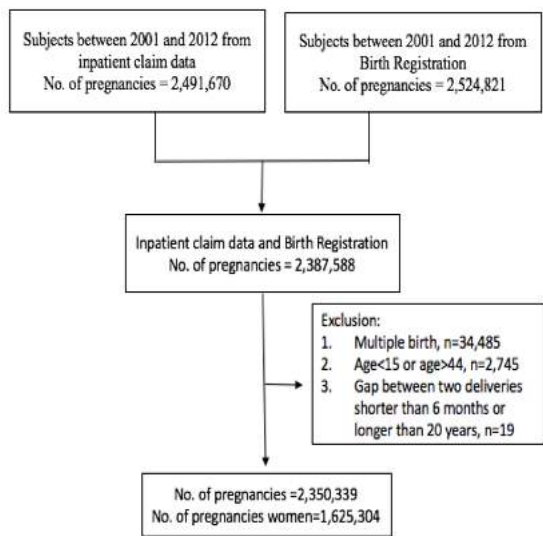 Subjects between 2001 and 2012 from
inpatient claim data
No. of pregnancies = 2,491,670
Subjects between 2001 and 2012 from
Birth Registration
No. of pregnancies = 2,524,821
Inpatient claim data and Birth Registration
No. of pregnancies = 2,387,588
Exclusion:
1. Multiple birth, n=34,485
2. Age<15 or age>44, n=2,745
3. Gap between two deliveries
shorter than 6 months or
longer than 20 years, n=19
No. of pregnancies =2,350,339
No. of pregnancies women=1,625,304